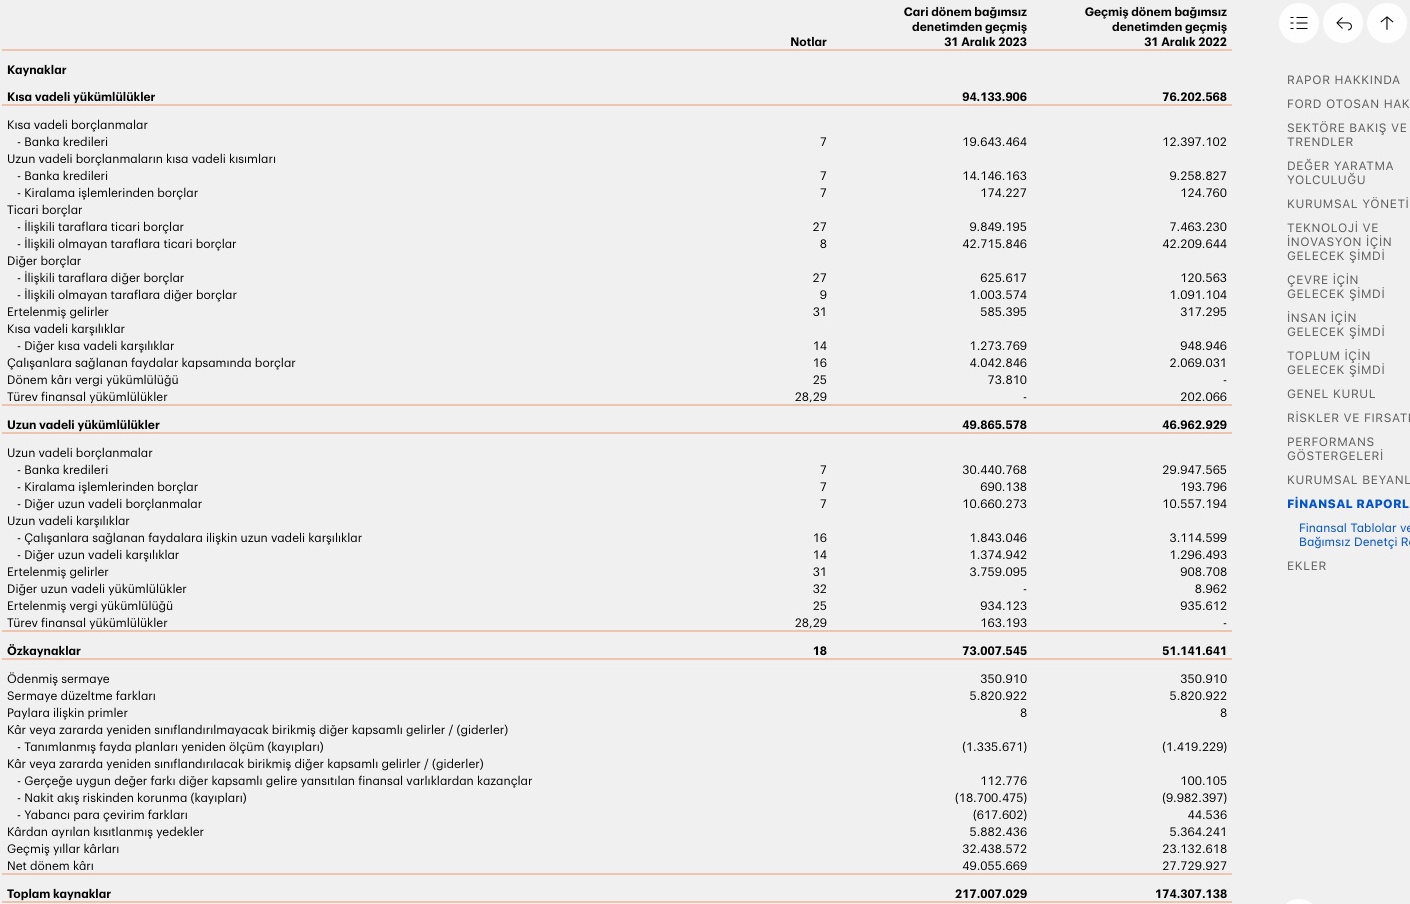 Cari dönem bağımsız denetimden geçmiş 31 Aralık 2023
Geçmiş dönem bağımsız denetimden geçmiş 31 Aralık 2022
Notlar
Kaynaklar
Kısa vadeli yükümlülükler 94.133.906 76.202.568
Kısa vadeli borçlanmalar
- Banka kredileri 7 19.643.464 12.397.102
Uzun vadeli borçlanmaların kısa vadeli kısımları
- Banka kredileri 7 14.146.163 9.258.827
- Kiralama işlemlerinden borçlar 7 174.227 124.760
Ticari borçlar
- İlişkili taraflara ticari borçlar 27 9.849.195 7.463.230
- İlişkili olmayan taraflara ticari borçlar 8 42.715.846 42.209.644
Diğer borçlar
- İlişkili taraflara diğer borçlar 27 625.617 120.563
- İlişkili olmayan taraflara diğer borçlar 9 1.003.574 1.091.104
Ertelenmiş gelirler 31 585.395 317.295
Kısa vadeli karşılıklar
- Diğer kısa vadeli karşılıklar 14 1.273.769 948.946
Çalışanlara sağlanan faydalar kapsamında borçlar 16 4.042.846 2.069.031
Dönem kârı vergi yükümlülüğü 25 73.810 -
Türev finansal yükümlülükler 28,29 - 202.066
Uzun vadeli yükümlülükler 49.865.578 46.962.929
Uzun vadeli borçlanmalar
- Banka kredileri 7 30.440.768 29.947.565
- Kiralama işlemlerinden borçlar 7 690.138 193.796
- Diğer uzun vadeli borçlanmalar 7 10.660.273 10.557.194
Uzun vadeli karşılıklar
- Çalışanlara sağlanan faydalara ilişkin uzun vadeli karşılıklar 16 1.843.046 3.114.599
- Diğer uzun vadeli karşılıklar 14 1.374.942 1.296.493
Ertelenmiş gelirler 31 3.759.095 908.708
Diğer uzun vadeli yükümlülükler 32 - 8.962
Ertelenmiş vergi yükümlülüğü 25 934.123 935.612
Türev finansal yükümlülükler 28,29 163.193 -
Özkaynaklar 18 73.007.545 51.141.641
Ödenmiş sermaye 350.910 350.910
Sermaye düzeltme farkları 5.820.922 5.820.922
Paylara ilişkin primler 8 8
Kâr veya zararda yeniden sınıflandırılmayacak birikmiş diğer kapsamlı gelirler / (giderler)
- Tanımlanmış fayda planları yeniden ölçüm (kayıpları) (1.335.671) (1.419.229)
Kâr veya zararda yeniden sınıflandırılacak birikmiş diğer kapsamlı gelirler / (giderler)
- Gerçeğe uygun değer farkı diğer kapsamlı gelire yansıtılan finansal varlıklardan kazançlar 112.776 100.105
- Nakit akış riskinden korunma (kayıpları) (18.700.475) (9.982.397)
- Yabancı para çevirim farkları (617.602) 44.536
Kârdan ayrılan kısıtlanmış yedekler 5.882.436 5.364.241
Geçmiş yıllar kârları 32.438.572 23.132.618
Net dönem kârı 49.055.669 27.729.927
Toplam kaynaklar 217.007.029 174.307.138
RAPOR HAKKINDA
FORD OTOSAN HAK
SEKTÖRE BAKIŞ VE
TRENDLER
DEĞER YARATMA
YOLCULUĞU
KURUMSAL YÖNETİ
TEKNOLOJİ VE
İNOVASYON İÇİN
GELECEK ŞİMDİ
ÇEVRE İÇİN
GELECEK ŞİMDİ
İNSAN İÇİN
GELECEK ŞİMDİ
TOPLUM İÇİN
GELECEK ŞİMDİ
GENEL KURUL
RİSKLER VE FIRSATL
PERFORMANS
GÖSTERGELERİ
KURUMSAL BEYANL
FİNANSAL RAPORL
Finansal Tablolar ve
Bağımsız Denetçi R
EKLER